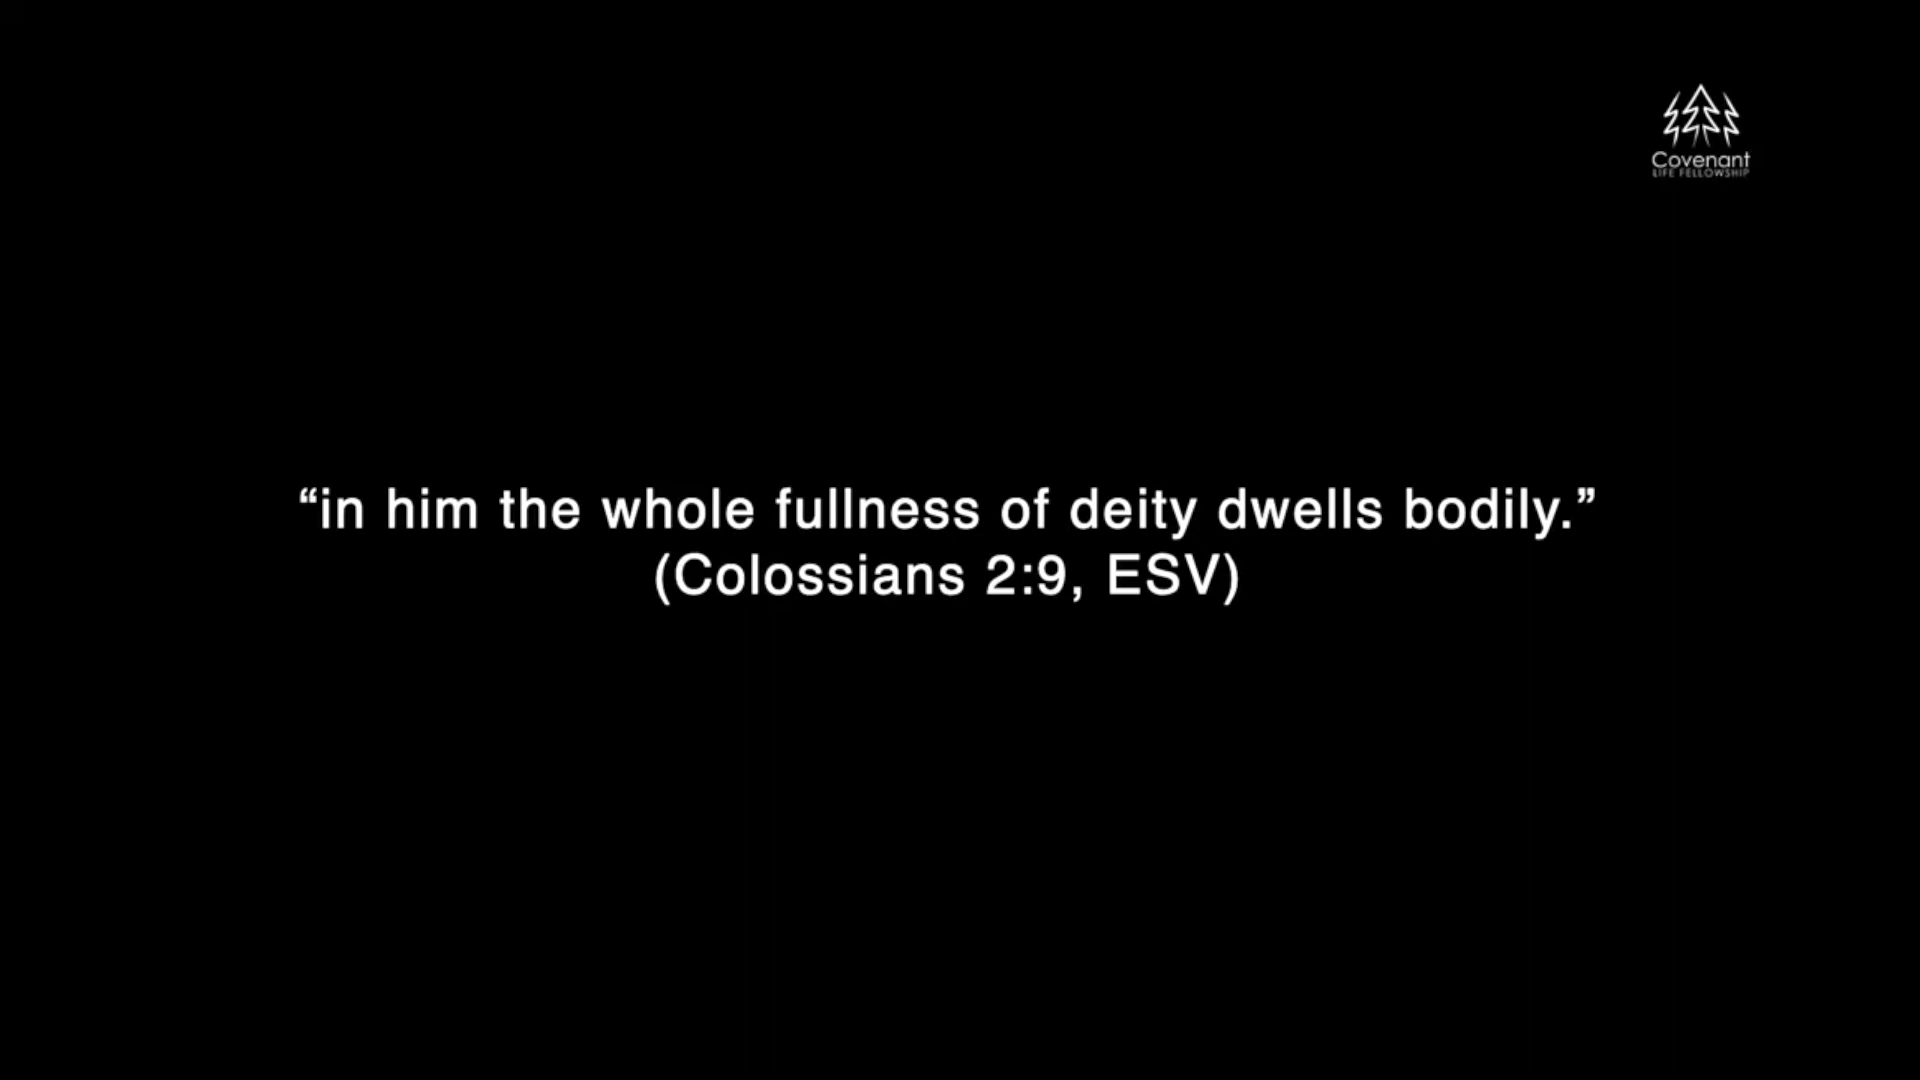 Covenant
LIFE FELLOWSHIP
“in him the whole fullness of deity dwells bodily.”
(Colossians 2:9, ESV)